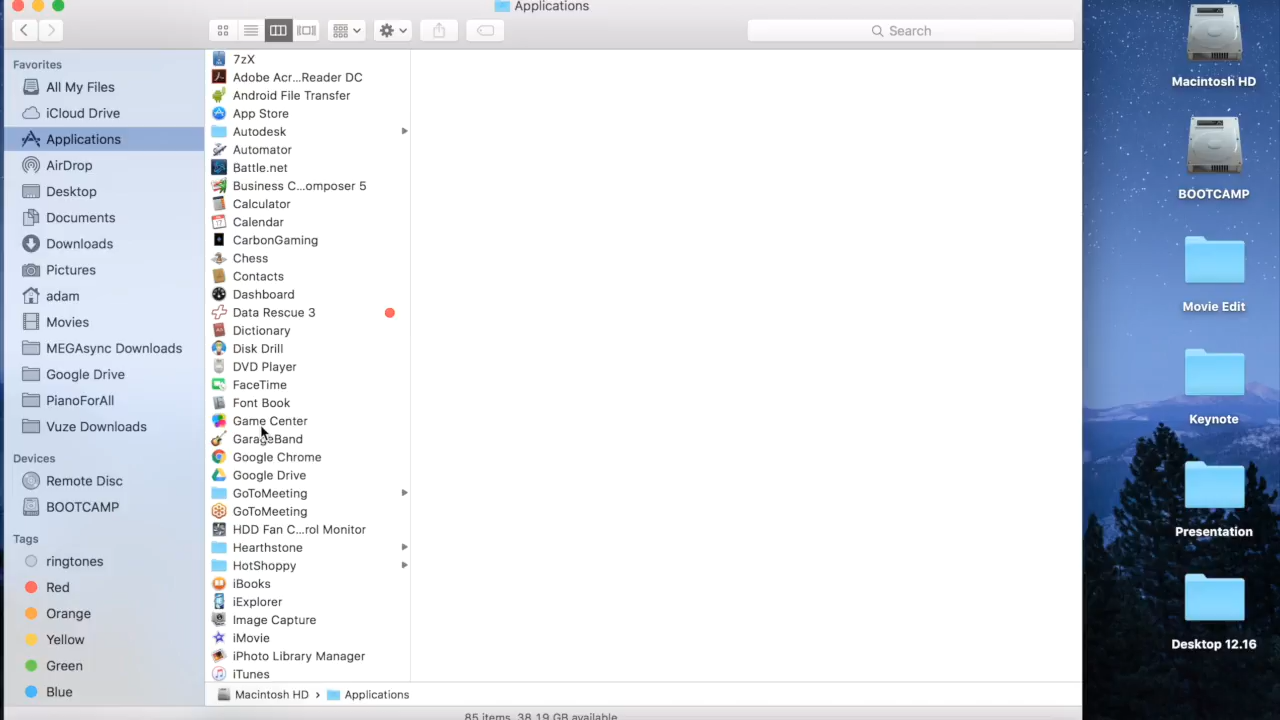 Applications
Search
Favorites
All My Files
iCloud Drive
Applications
AirDrop
Desktop
Documents
Downloads
Pictures
adam
Movies
MEGAsync Downloads
Google Drive
PianoForAll
Vuze Downloads
Devices
Remote Disc
BOOTCAMP
Tags
ringtones
Red
Orange
Yellow
Green
Blue
7zX
Adobe Acr...Reader DC
Android File Transfer
App Store
Autodesk
Automator
Battle.net
Business C...omposer 5
Calculator
Calendar
CarbonGaming
Chess
Contacts
Dashboard
Data Rescue 3
Dictionary
Disk Drill
DVD Player
FaceTime
Font Book
Game Center
GarageBand
Google Chrome
Google Drive
GoToMeeting
GoToMeeting
HDD Fan C...rol Monitor
Hearthstone
HotShoppy
iBooks
iExplorer
Image Capture
iMovie
iPhoto Library Manager
iTunes
Macintosh HD › Applications
85 items, 38.19 GB available
Macintosh HD
BOOTCAMP
Movie Edit
Keynote
Presentation
Desktop 12.16